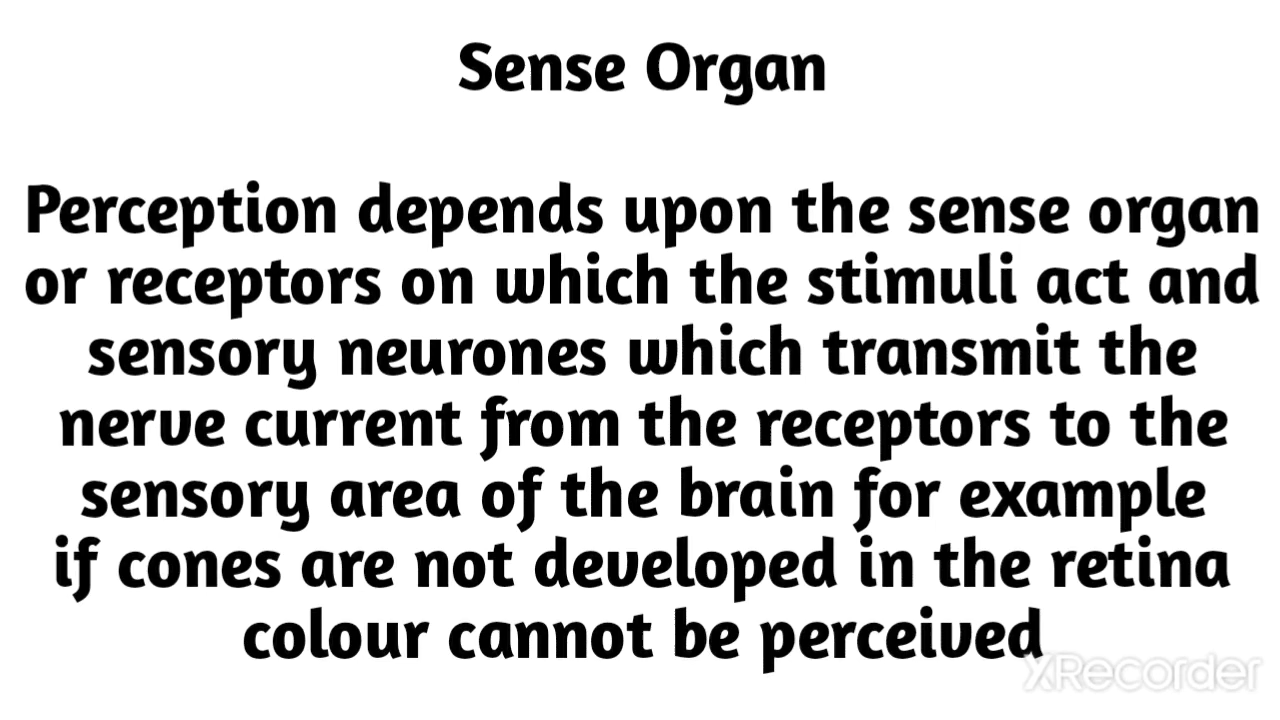 Sense Organ
Perception depends upon the sense organ
or receptors on which the stimuli act and
sensory neurones which transmit the
nerve current from the receptors to the
sensory area of the brain for example
if cones are not developed in the retina
colour cannot be perceived
XRecorder